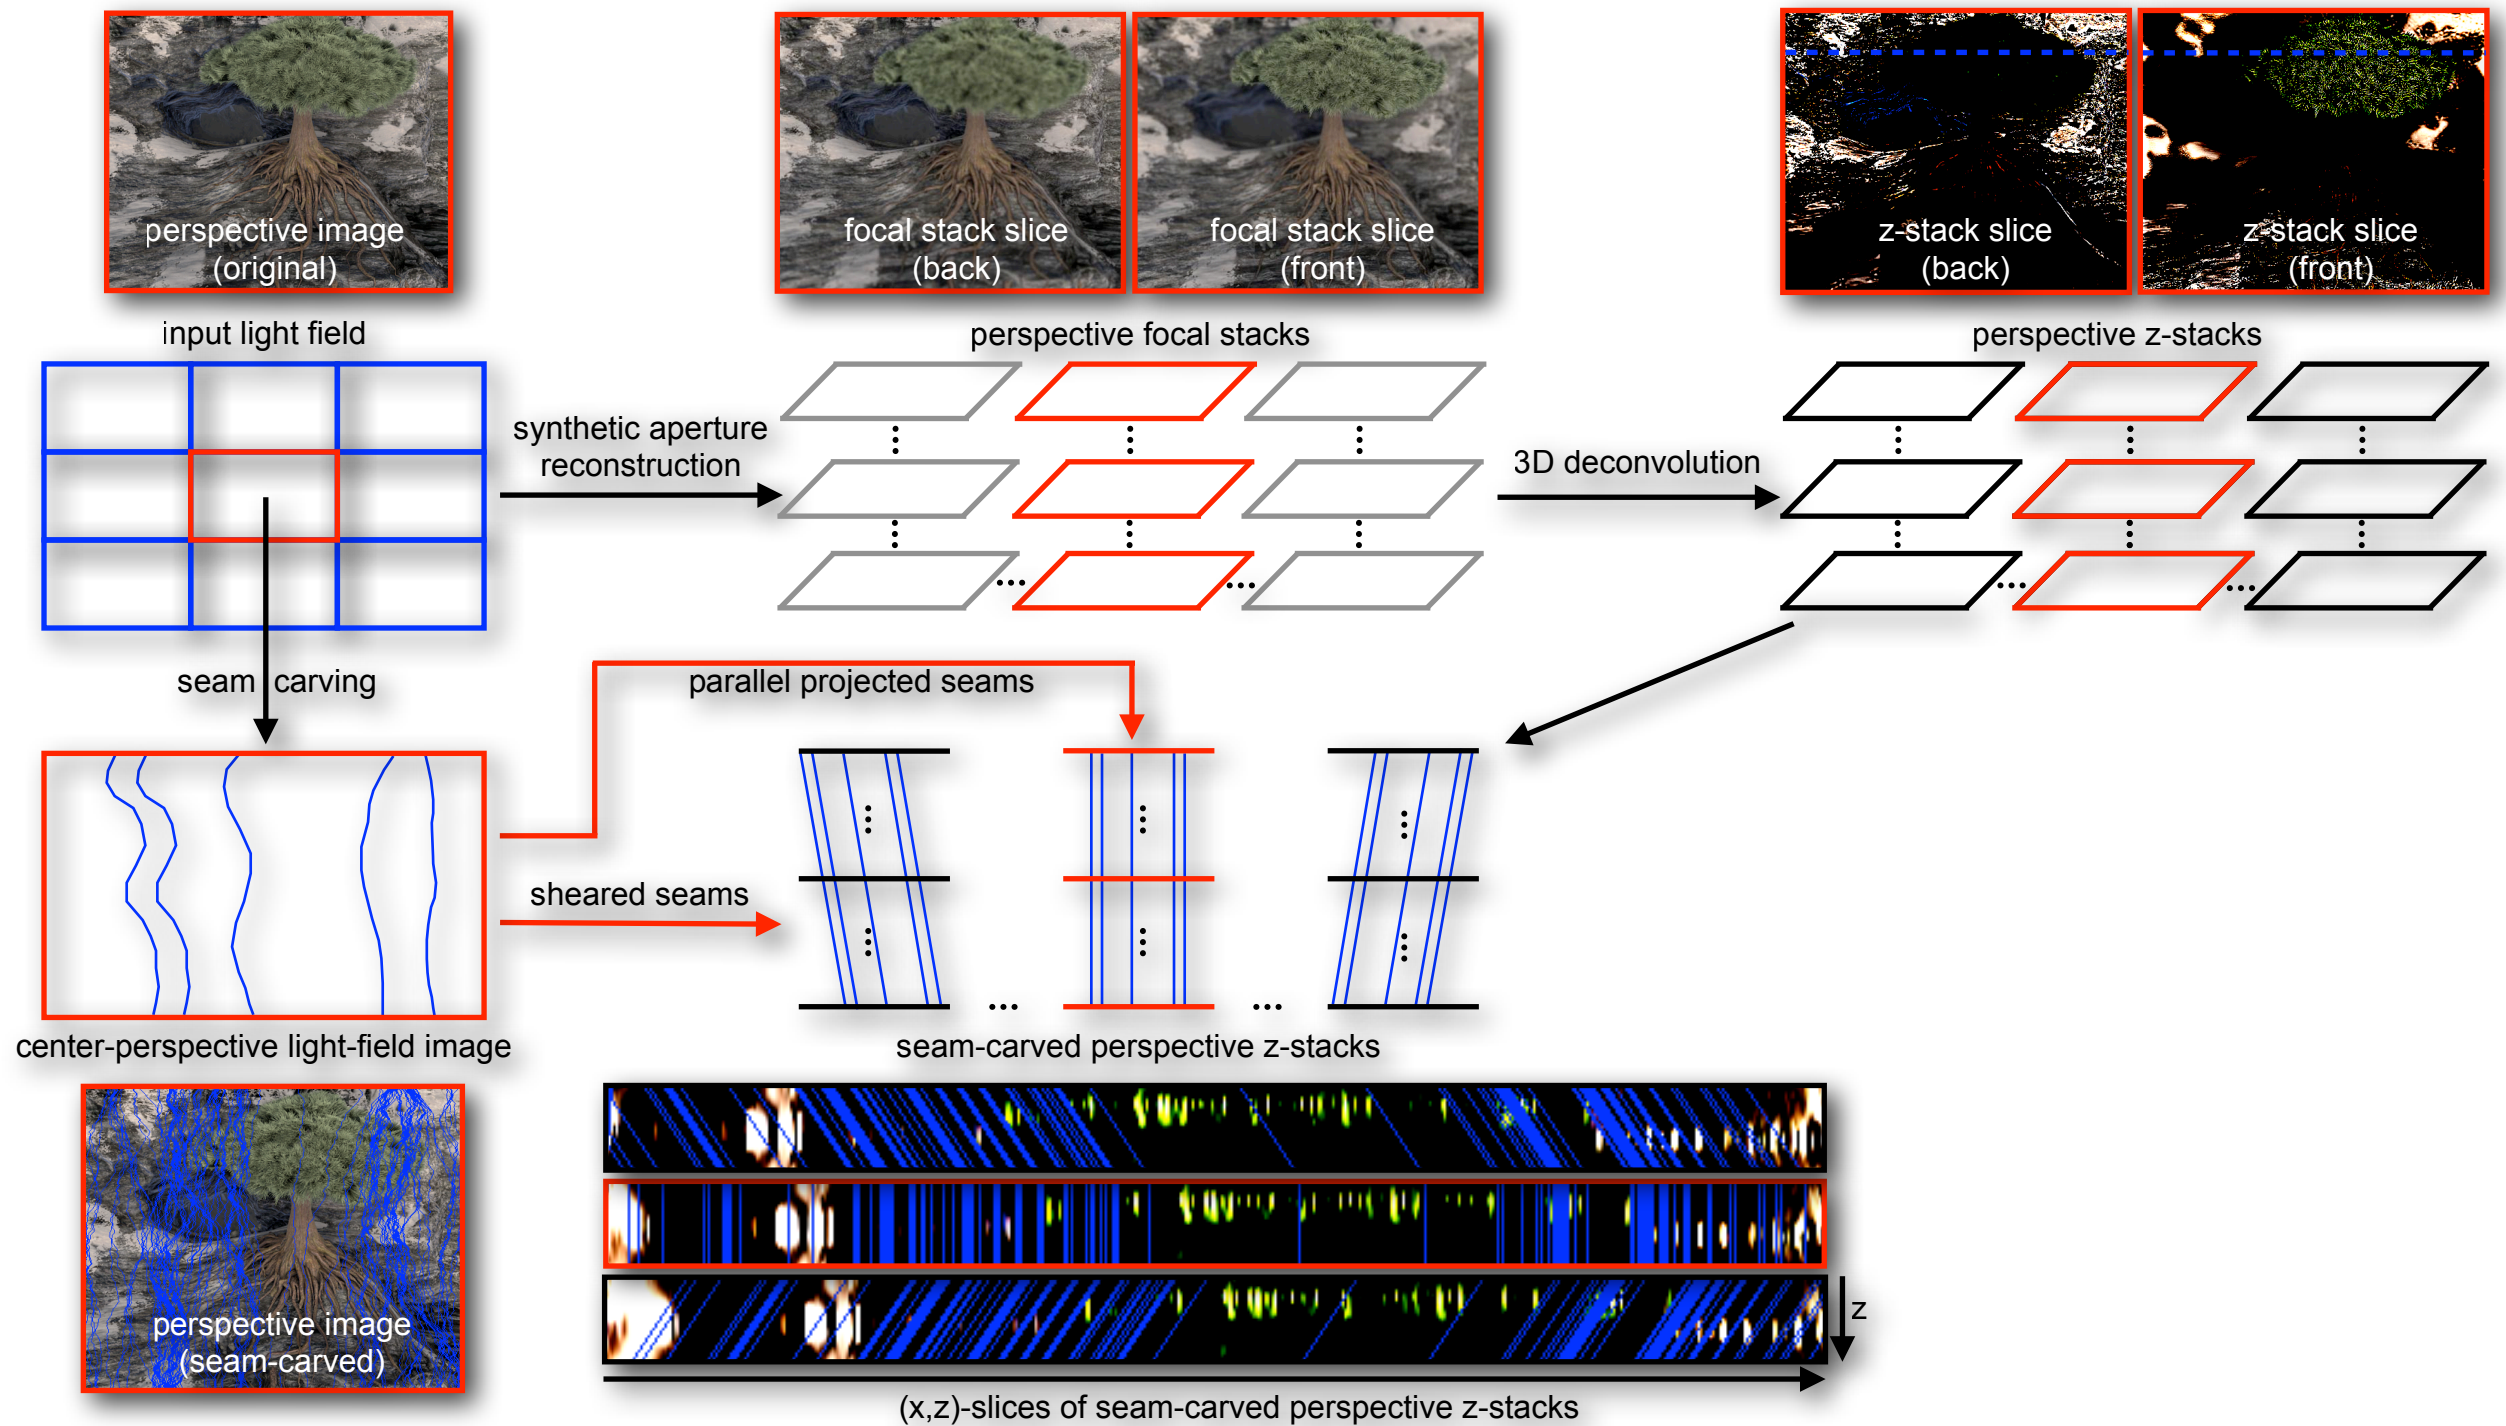 perspective image
(original)
focal stack slice
(back)
focal stack slice
(front)
z-stack slice
(back)
z-stack slice
(front)
input light field
perspective focal stacks
perspective z-stacks
synthetic aperture
reconstruction
3D deconvolution
seam carving
parallel projected seams
sheared seams
center-perspective light-field image
seam-carved perspective z-stacks
perspective image
(seam-carved)
z
(x,z)-slices of seam-carved perspective z-stacks